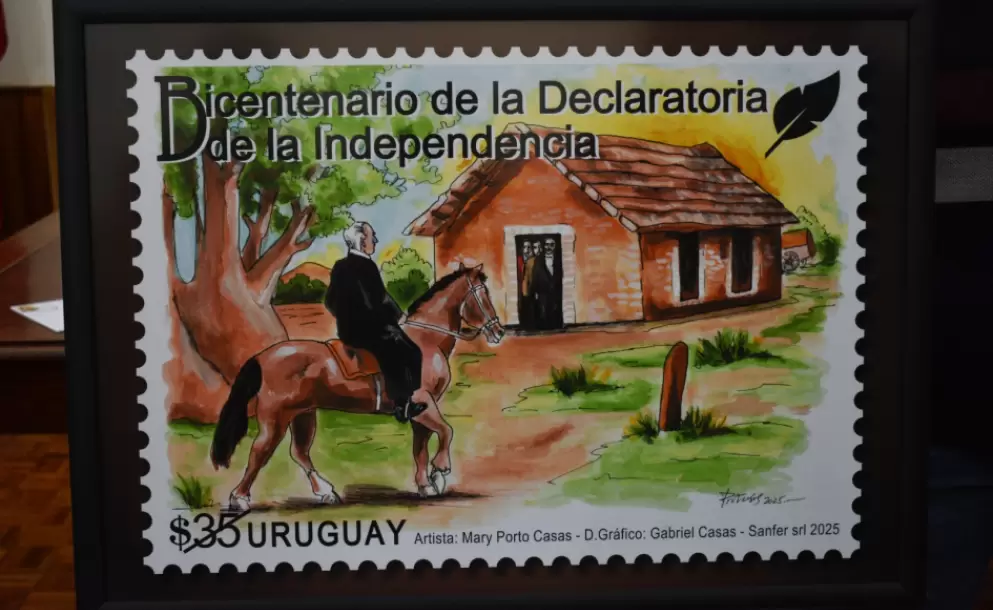 Bicentenario de la Declaratoria
de la Independencia
$35 URUGUAY Artista: Mary Porto Casas - D.Gráfico: Gabriel Casas - Sanfer srl 2025